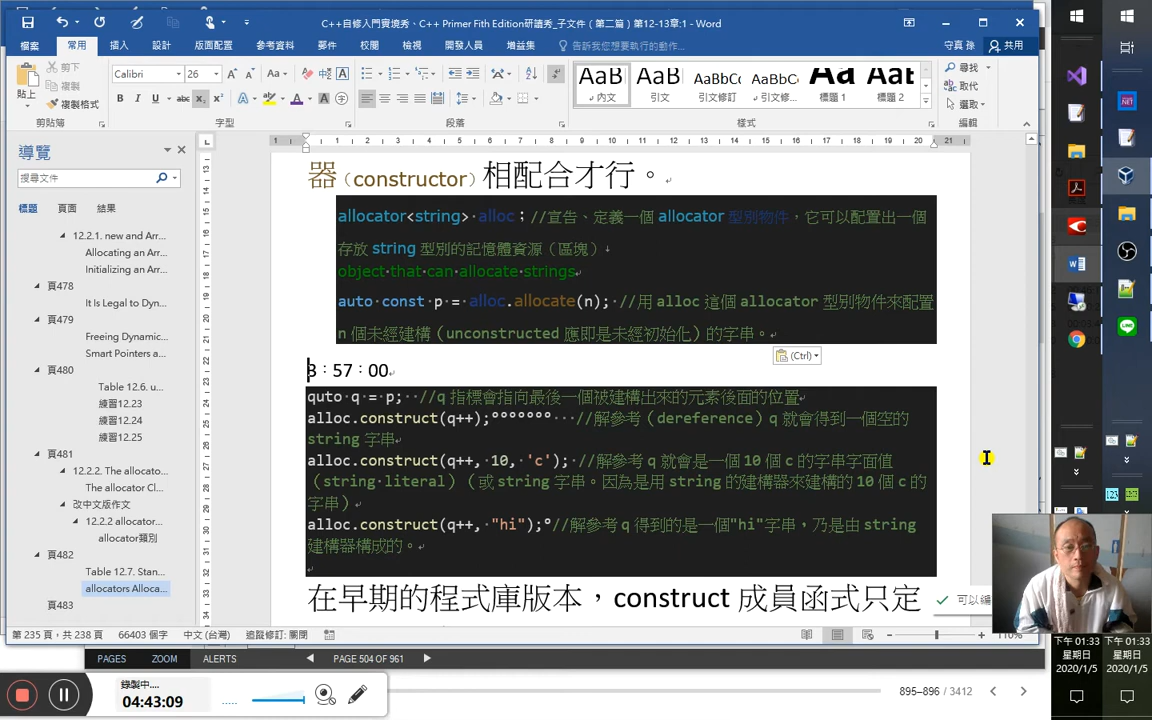 C++自修入門實境秀、C++ Primer Fith Edition研讀秀_子文件（第二篇）第12-13章:1 - Word
檔案 常用 插入 設計 版面配置 參考資料 郵件 校閱 檢視 開發人員 增益集 告訴我您想要執行的動作... 守真 孫 共用
貼上 剪下 複製 複製格式 剪貼簿
Calibri 26 字型
段落
AaB 內文 AaB 引文 AaBbCc 引文修訂 AaBbCc 引文修... Aa 標題 1 Aat 標題 2 樣式
尋找 取代 選取 編輯
導覽
搜尋文件
標題 頁面 結果
12.2.1. new and Arr...
Allocating an Arr...
Initializing an Arr...
頁478
It Is Legal to Dyn...
頁479
Freeing Dynamic...
Smart Pointers a...
頁480
Table 12.6. u...
練習12.23
練習12.24
練習12.25
頁481
12.2.2. The allocato...
The allocator Cl...
改中文版作文
12.2.2 allocator...
allocator類別
頁482
Table 12.7. Stan...
allocators Alloca...
頁483
器（constructor）相配合才行。
allocator<string> alloc；//宣告、定義一個 allocator 型別物件，它可以配置出一個
存放 string 型別的記憶體資源（區塊）
object that can allocate strings
auto const p = alloc.allocate(n); //用 alloc 這個 allocator 型別物件來配置
n 個未經建構（unconstructed 應即是未經初始化）的字串。
(Ctrl)
3：57：00
quto q = p; //q 指標會指向最後一個被建構出來的元素後面的位置
alloc.construct(q++); //解參考（dereference）q 就會得到一個空的
string 字串
alloc.construct(q++, 10, 'c'); //解參考 q 就會是一個 10 個 c 的字串字面值
（string literal）（或 string 字串。因為是用 string 的建構器來建構的 10 個 c 的
字串）
alloc.construct(q++, "hi"); //解參考 q 得到的是一個"hi"字串，乃是由 string
建構器構成的。
在早期的程式庫版本，construct 成員函式只定
可以編
第 235 頁，共 238 頁 66403 個字 中文 (台灣) 追蹤修訂: 關閉 110%
PAGES ZOOM ALERTS PAGE 504 OF 961
895–896 / 3412
錄製中....
04:43:09
下午 01:33 下午 01:33
星期日 星期日
2020/1/5 2020/1/5